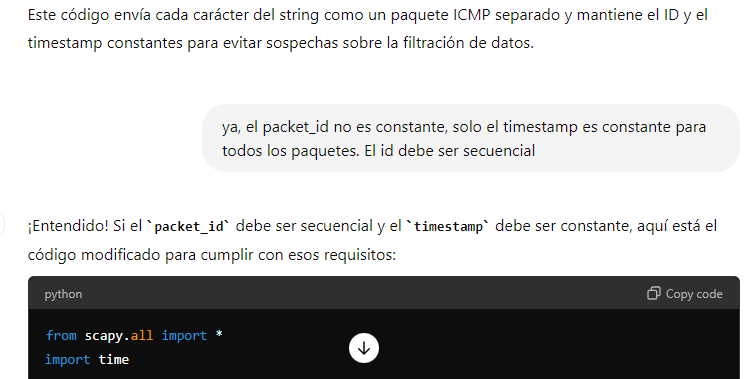 Este código envía cada carácter del string como un paquete ICMP separado y mantiene el ID y el
timestamp constantes para evitar sospechas sobre la filtración de datos.
ya, el packet_id no es constante, solo el timestamp es constante para
todos los paquetes. El id debe ser secuencial
¡Entendido! Si el `packet_id` debe ser secuencial y el `timestamp` debe ser constante, aquí está el
código modificado para cumplir con esos requisitos:
python Copy code
from scapy.all import *
import time